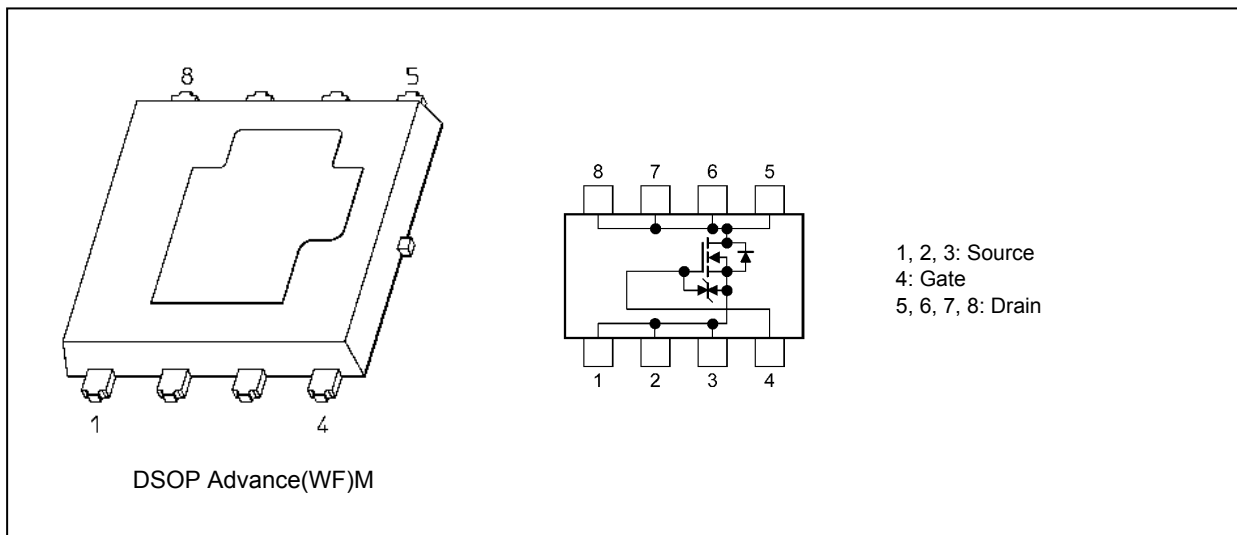 8 5
1 4
DSOP Advance(WF)M
8 7 6 5
1 2 3 4
1, 2, 3: Source
4: Gate
5, 6, 7, 8: Drain